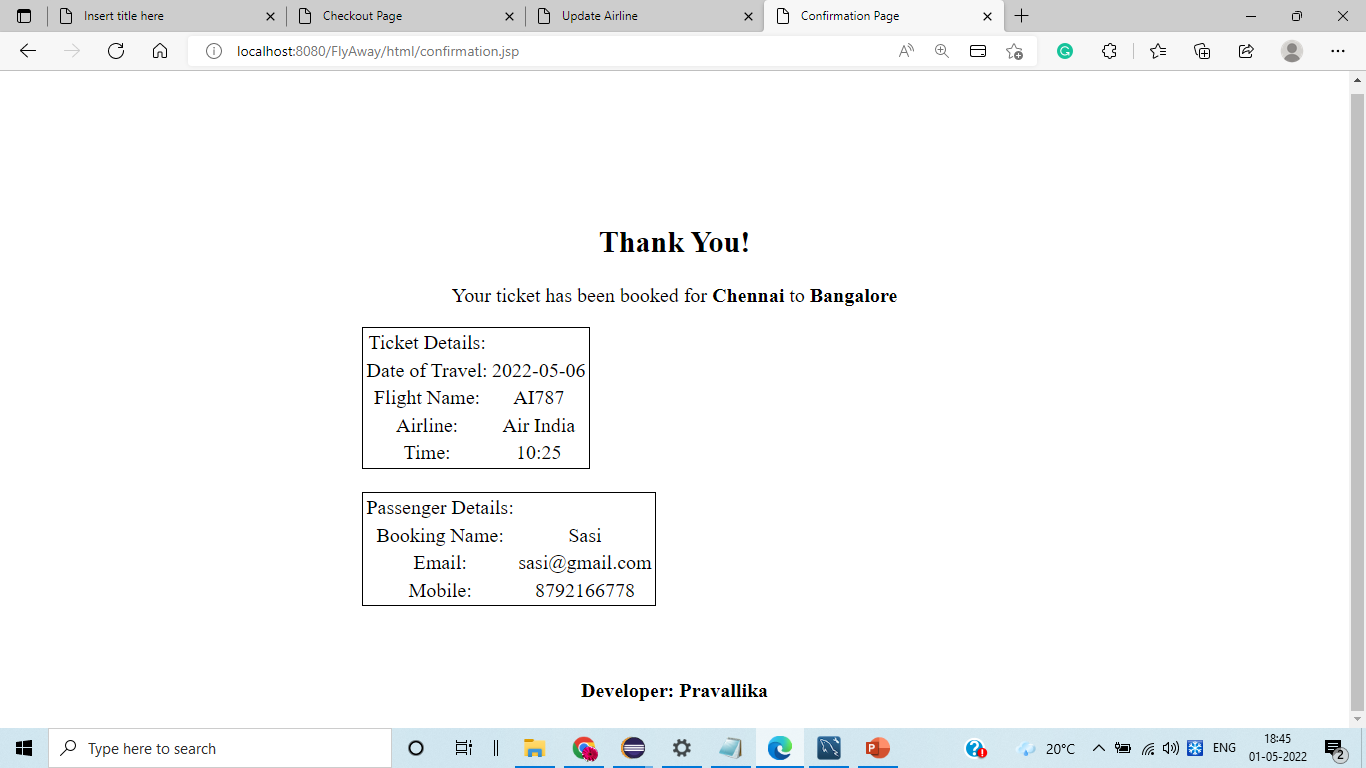 Insert title here
Checkout Page
Update Airline
Confirmation Page
localhost:8080/FlyAway/html/confirmation.jsp
Thank You!
Your ticket has been booked for Chennai to Bangalore
Ticket Details:
Date of Travel: 2022-05-06
Flight Name: AI787
Airline: Air India
Time: 10:25
Passenger Details:
Booking Name: Sasi
Email: sasi@gmail.com
Mobile: 8792166778
Developer: Pravallika
Type here to search
20°C
ENG
18:45
01-05-2022
2